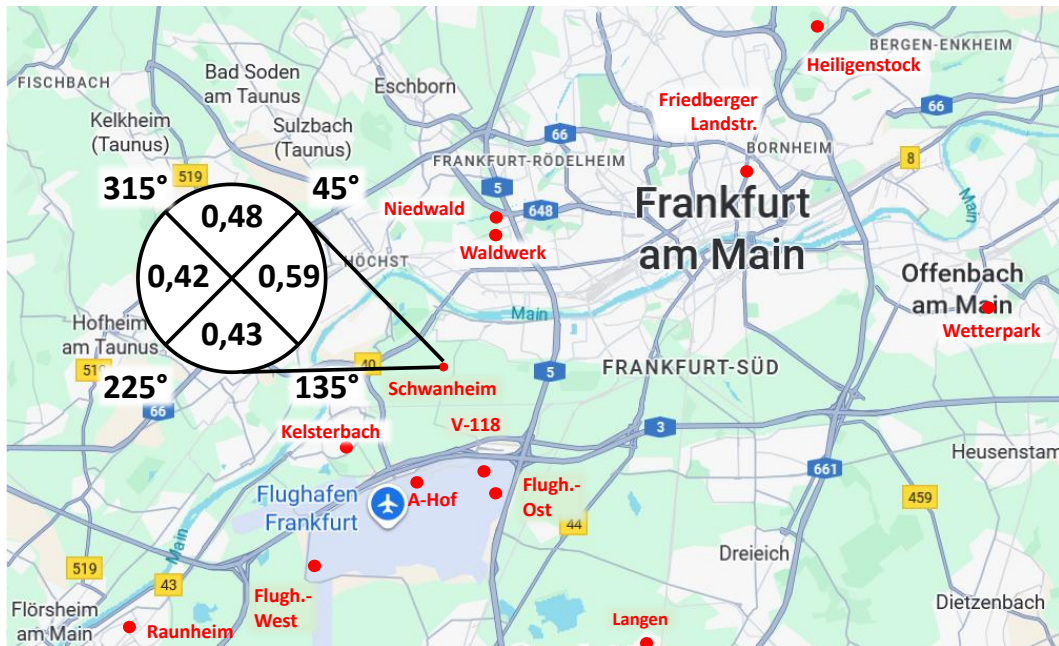 Heiligenstock
BERGEN-ENKHEIM
FISCHBACH
Bad Soden
am Taunus
Eschborn
Friedberger
Landstr.
66
Kelkheim
(Taunus)
Sulzbach
(Taunus)
66
BORNHEIM
8
FRANKFURT-RÖDELHEIM
519
315°
45°
5
648
Niedwald
Waldwerk
Frankfurt
am Main
Main
0,48
0,42
0,59
0,43
HÖCHST
Main
Offenbach
am Main
Wetterpark
Hofheim
am Taunus
519
66
40
5
FRANKFURT-SÜD
225°
135°
Schwanheim
Kelsterbach
V-118
3
661
Heusenstam
A-Hof
Flugh.-
Ost
Flughafen
Frankfurt
459
44
Main
Dreieich
519
43
Flugh.-
West
Flörsheim
am Main
Raunheim
Langen
Dietzenbach